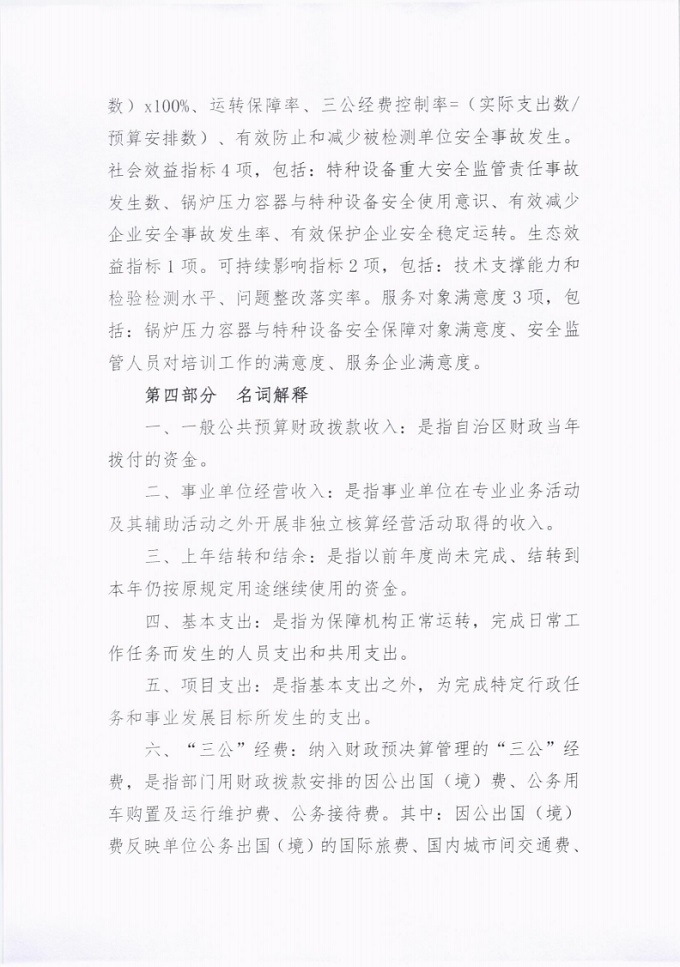 数）x100%、运转保障率、三公经费控制率=（实际支出数/
预算安排数）、有效防止和减少被检测单位安全事故发生。
社会效益指标 4 项，包括：特种设备重大安全监管责任事故
发生数、锅炉压力容器与特种设备安全使用意识、有效减少
企业安全事故发生率、有效保护企业安全稳定运转。生态效
益指标 1 项。可持续影响指标 2 项，包括：技术支撑能力和
检验检测水平、问题整改落实率。服务对象满意度 3 项，包
括：锅炉压力容器与特种设备安全保障对象满意度、安全监
管人员对培训工作的满意度、服务企业满意度。
第四部分　名词解释
一、一般公共预算财政拨款收入：是指自治区财政当年
拨付的资金。
二、事业单位经营收入：是指事业单位在专业业务活动
及其辅助活动之外开展非独立核算经营活动取得的收入。
三、上年结转和结余：是指以前年度尚未完成、结转到
本年仍按原规定用途继续使用的资金。
四、基本支出：是指为保障机构正常运转，完成日常工
作任务而发生的人员支出和共用支出。
五、项目支出：是指基本支出之外，为完成特定行政任
务和事业发展目标所发生的支出。
六、“三公”经费：纳入财政预决算管理的“三公”经
费，是指部门用财政拨款安排的因公出国（境）费、公务用
车购置及运行维护费、公务接待费。其中：因公出国（境）
费反映单位公务出国（境）的国际旅费、国内城市间交通费、